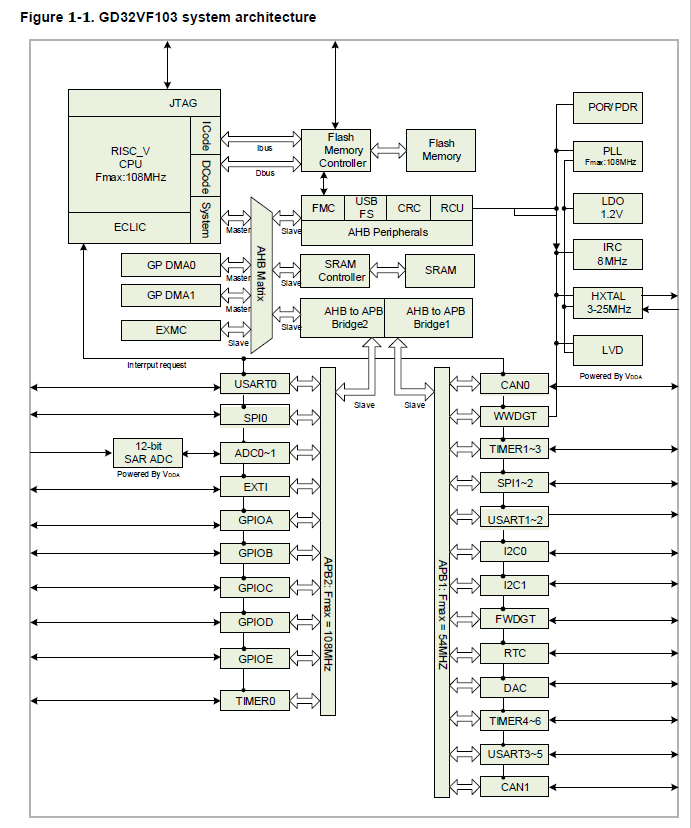 Figure 1-1. GD32VF103 system architecture
JTAG
ICode
DCode
System
RISC_V
CPU
Fmax:108MHz
ECLIC
Ibus
Dbus
Flash
Memory
Controller
Flash
Memory
POR/PDR
PLL
Fmax:108MHz
LDO
1.2V
IRC
8MHz
HXTAL
3-25MHz
LVD
Powered By VDDA
FMC
USB
FS
CRC
RCU
AHB Peripherals
Master
Slave
GP DMA0
Master
AHB Matrix
Slave
SRAM
Controller
SRAM
GP DMA1
Master
Slave
AHB to APB
Bridge2
AHB to APB
Bridge1
EXMC
Slave
Interrput request
Slave
Slave
USART0
SPI0
12-bit
SAR ADC
Powered By VDDA
ADC0~1
EXTI
GPIOA
GPIOB
GPIOC
GPIOD
GPIOE
TIMER0
APB2: Fmax = 108MHz
APB1: Fmax = 54MHZ
CAN0
WWDGT
TIMER1~3
SPI1~2
USART1~2
I2C0
I2C1
FWDGT
RTC
DAC
TIMER4~6
USART3~5
CAN1